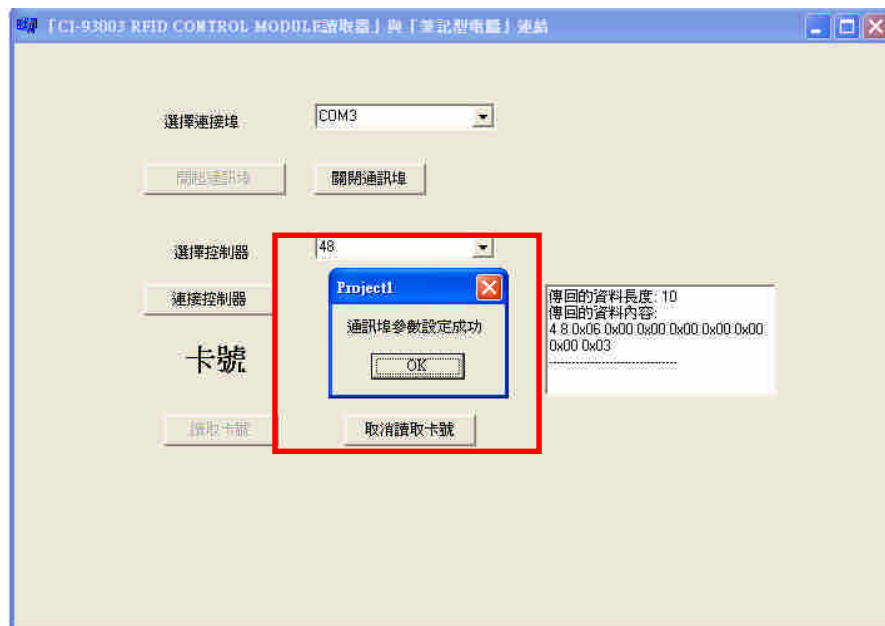 「CI-93003 RFID CONTROL MODULE讀取器」與「筆記型電腦」連結
選擇連接埠
COM3
開起通訊埠
關閉通訊埠
選擇控制器
48
連接控制器
Project1
通訊埠參數設定成功
OK
傳回的資料長度: 10
傳回的資料內容:
4 8 0x06 0x00 0x00 0x00 0x00 0x00
0x00 0x03
--------------------------------
卡號
讀取卡號
取消讀取卡號